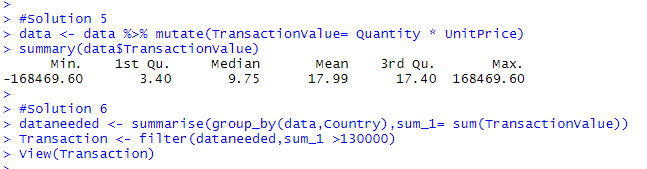 >
> #Solution 5
> data <- data %>% mutate(TransactionValue= Quantity * UnitPrice)
> summary(data$TransactionValue)
Min. 1st Qu. Median Mean 3rd Qu. Max.
-168469.60 3.40 9.75 17.99 17.40 168469.60
>
> #Solution 6
> dataneeded <- summarise(group_by(data,Country),sum_1= sum(TransactionValue))
> Transaction <- filter(dataneeded,sum_1 >130000)
> View(Transaction)
>